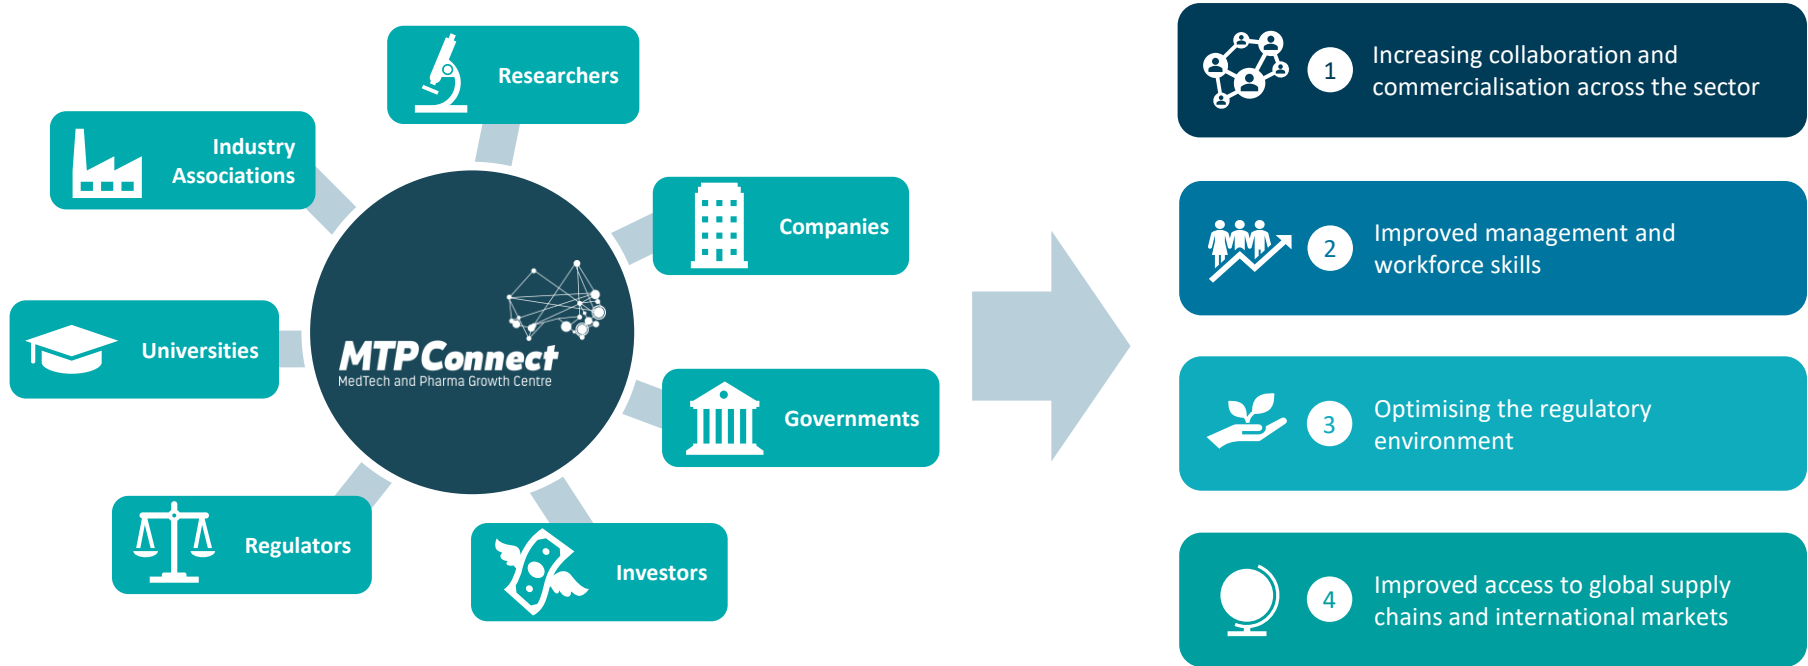 Researchers
Industry
Associations
Companies
Universities
MTPConnect
MedTech and Pharma Growth Centre
Governments
Regulators
Investors
1
Increasing collaboration and
commercialisation across the sector
2
Improved management and
workforce skills
3
Optimising the regulatory
environment
4
Improved access to global supply
chains and international markets